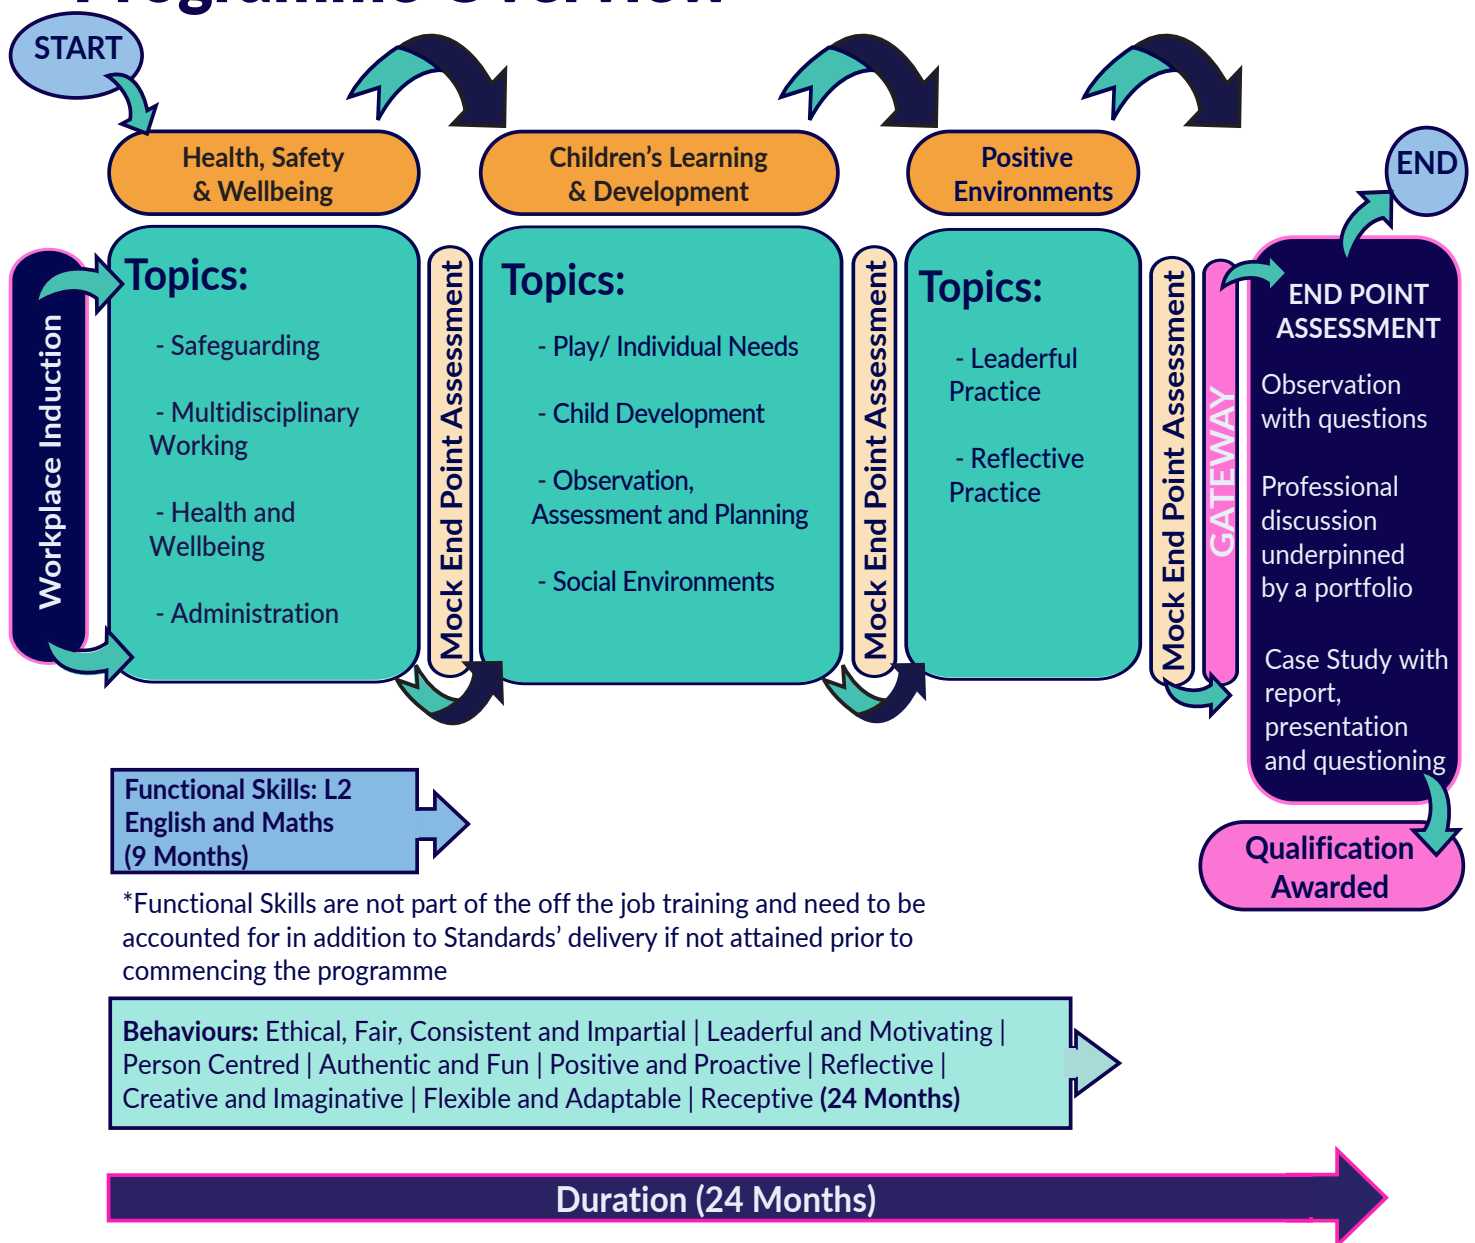 Programme Overview
START
Health, Safety
& Wellbeing
Children’s Learning
& Development
Positive
Environments
END
Workplace Induction
Topics:
- Safeguarding
- Multidisciplinary
Working
- Health and
Wellbeing
- Administration
Mock End Point Assessment
Topics:
- Play/ Individual Needs
- Child Development
- Observation,
Assessment and Planning
- Social Environments
Mock End Point Assessment
Topics:
- Leaderful
Practice
- Reflective
Practice
Mock End Point Assessment
GATEWAY
END POINT
ASSESSMENT
Observation
with questions
Professional
discussion
underpinned
by a portfolio
Case Study with
report,
presentation
and questioning
Qualification
Awarded
Functional Skills: L2
English and Maths
(9 Months)
*Functional Skills are not part of the off the job training and need to be
accounted for in addition to Standards’ delivery if not attained prior to
commencing the programme
Behaviours: Ethical, Fair, Consistent and Impartial | Leaderful and Motivating |
Person Centred | Authentic and Fun | Positive and Proactive | Reflective |
Creative and Imaginative | Flexible and Adaptable | Receptive (24 Months)
Duration (24 Months)